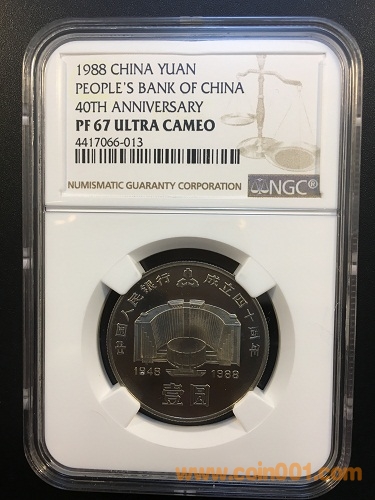 1988 CHINA YUAN
PEOPLE'S BANK OF CHINA
40TH ANNIVERSARY
PF 67 ULTRA CAMEO
4417066-013
NUMISMATIC GUARANTY CORPORATION
NGC®
中国人民银行 成立四十周年
1948 1988
壹圆
www.coin001.com